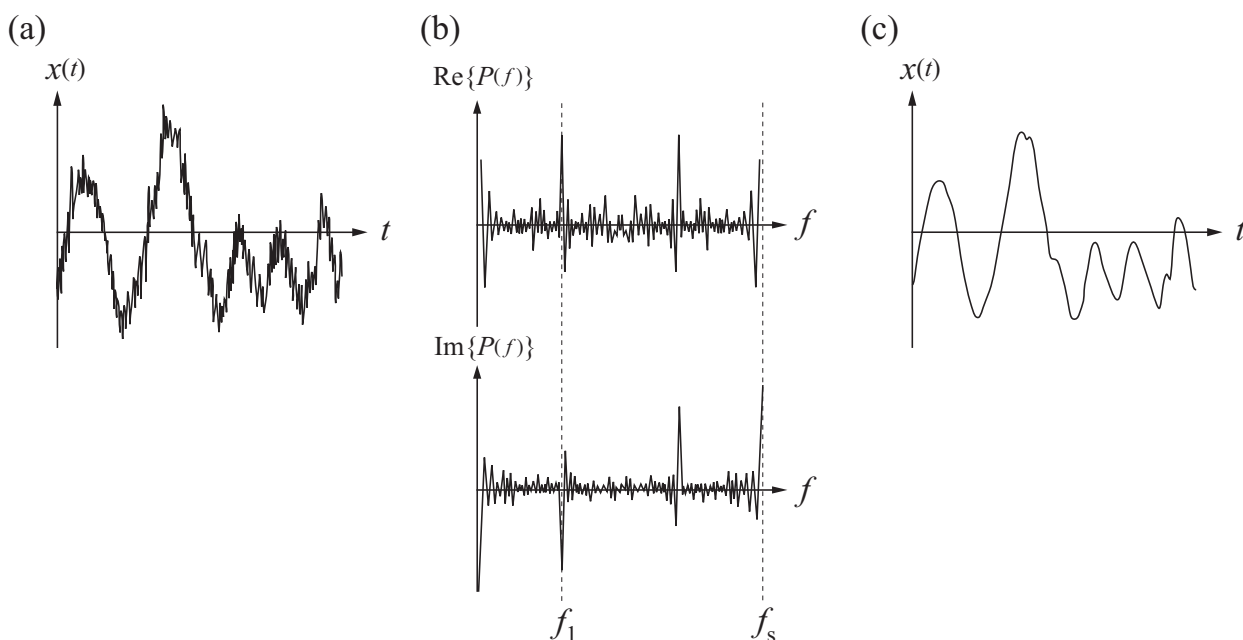 (a)
x(t)
t
(b)
Re{P(f)}
f
Im{P(f)}
f
f₁
fₛ
(c)
x(t)
t